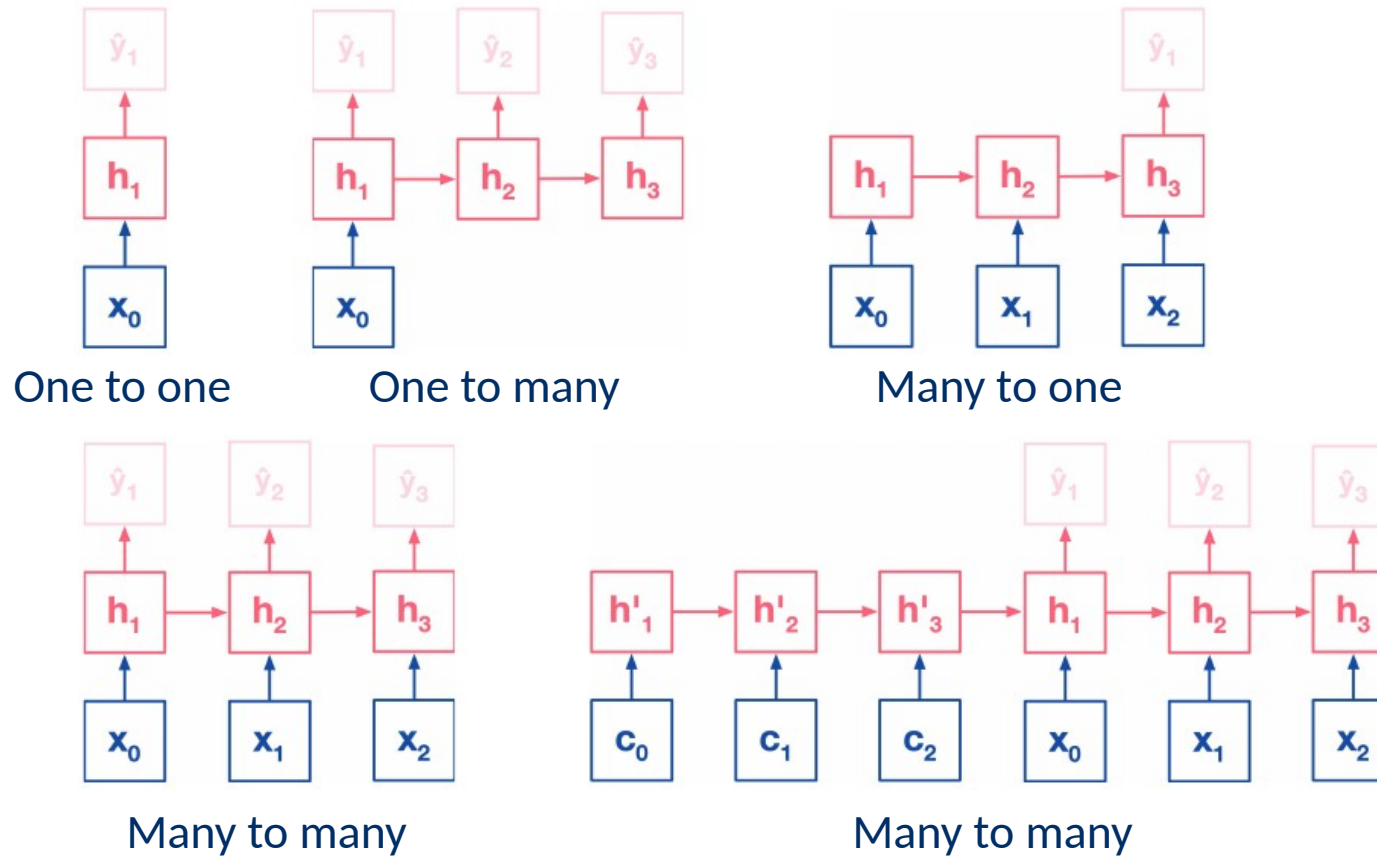 ŷ1 ŷ1 ŷ2 ŷ3 ŷ1
h1 h1 h2 h3 h1 h2 h3
x0 x0 x0 x1 x2
One to one One to many Many to one
ŷ1 ŷ2 ŷ3 ŷ1 ŷ2 ŷ3
h1 h2 h3 h'1 h'2 h'3 h1 h2 h3
x0 x1 x2 c0 c1 c2 x0 x1 x2
Many to many Many to many